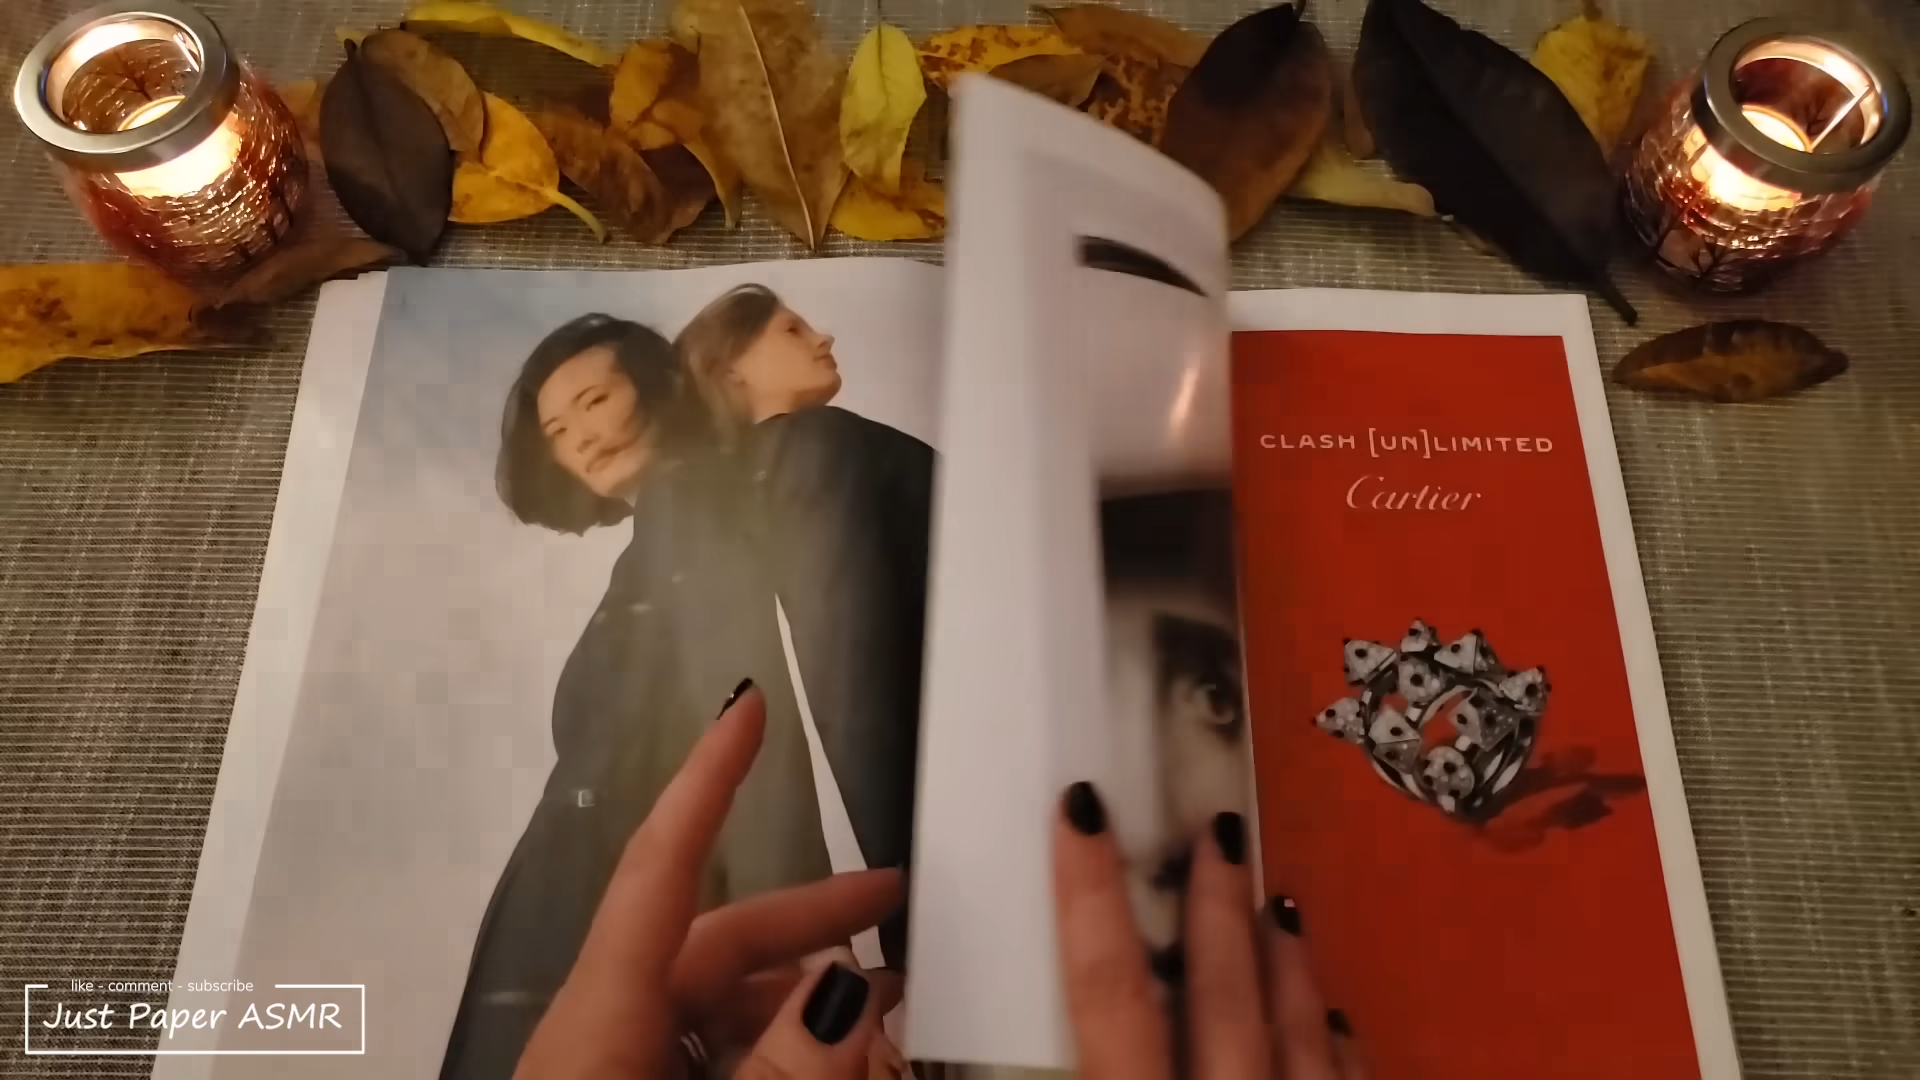 CLASH [UN]LIMITED
Cartier
like - comment - subscribe
Just Paper ASMR